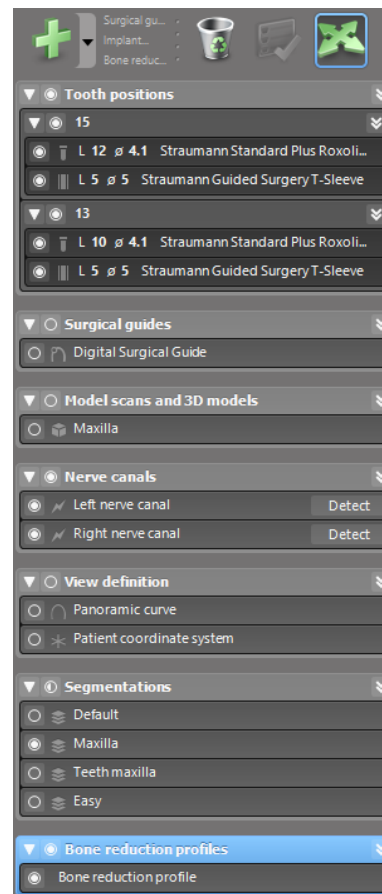 Surgical gu...
Implant...
Bone reduc...
Tooth positions
15
L 12 ø 4.1 Straumann Standard Plus Roxoli...
L 5 ø 5 Straumann Guided Surgery T-Sleeve
13
L 10 ø 4.1 Straumann Standard Plus Roxoli...
L 5 ø 5 Straumann Guided Surgery T-Sleeve
Surgical guides
Digital Surgical Guide
Model scans and 3D models
Maxilla
Nerve canals
Left nerve canal Detect
Right nerve canal Detect
View definition
Panoramic curve
Patient coordinate system
Segmentations
Default
Maxilla
Teeth maxilla
Easy
Bone reduction profiles
Bone reduction profile